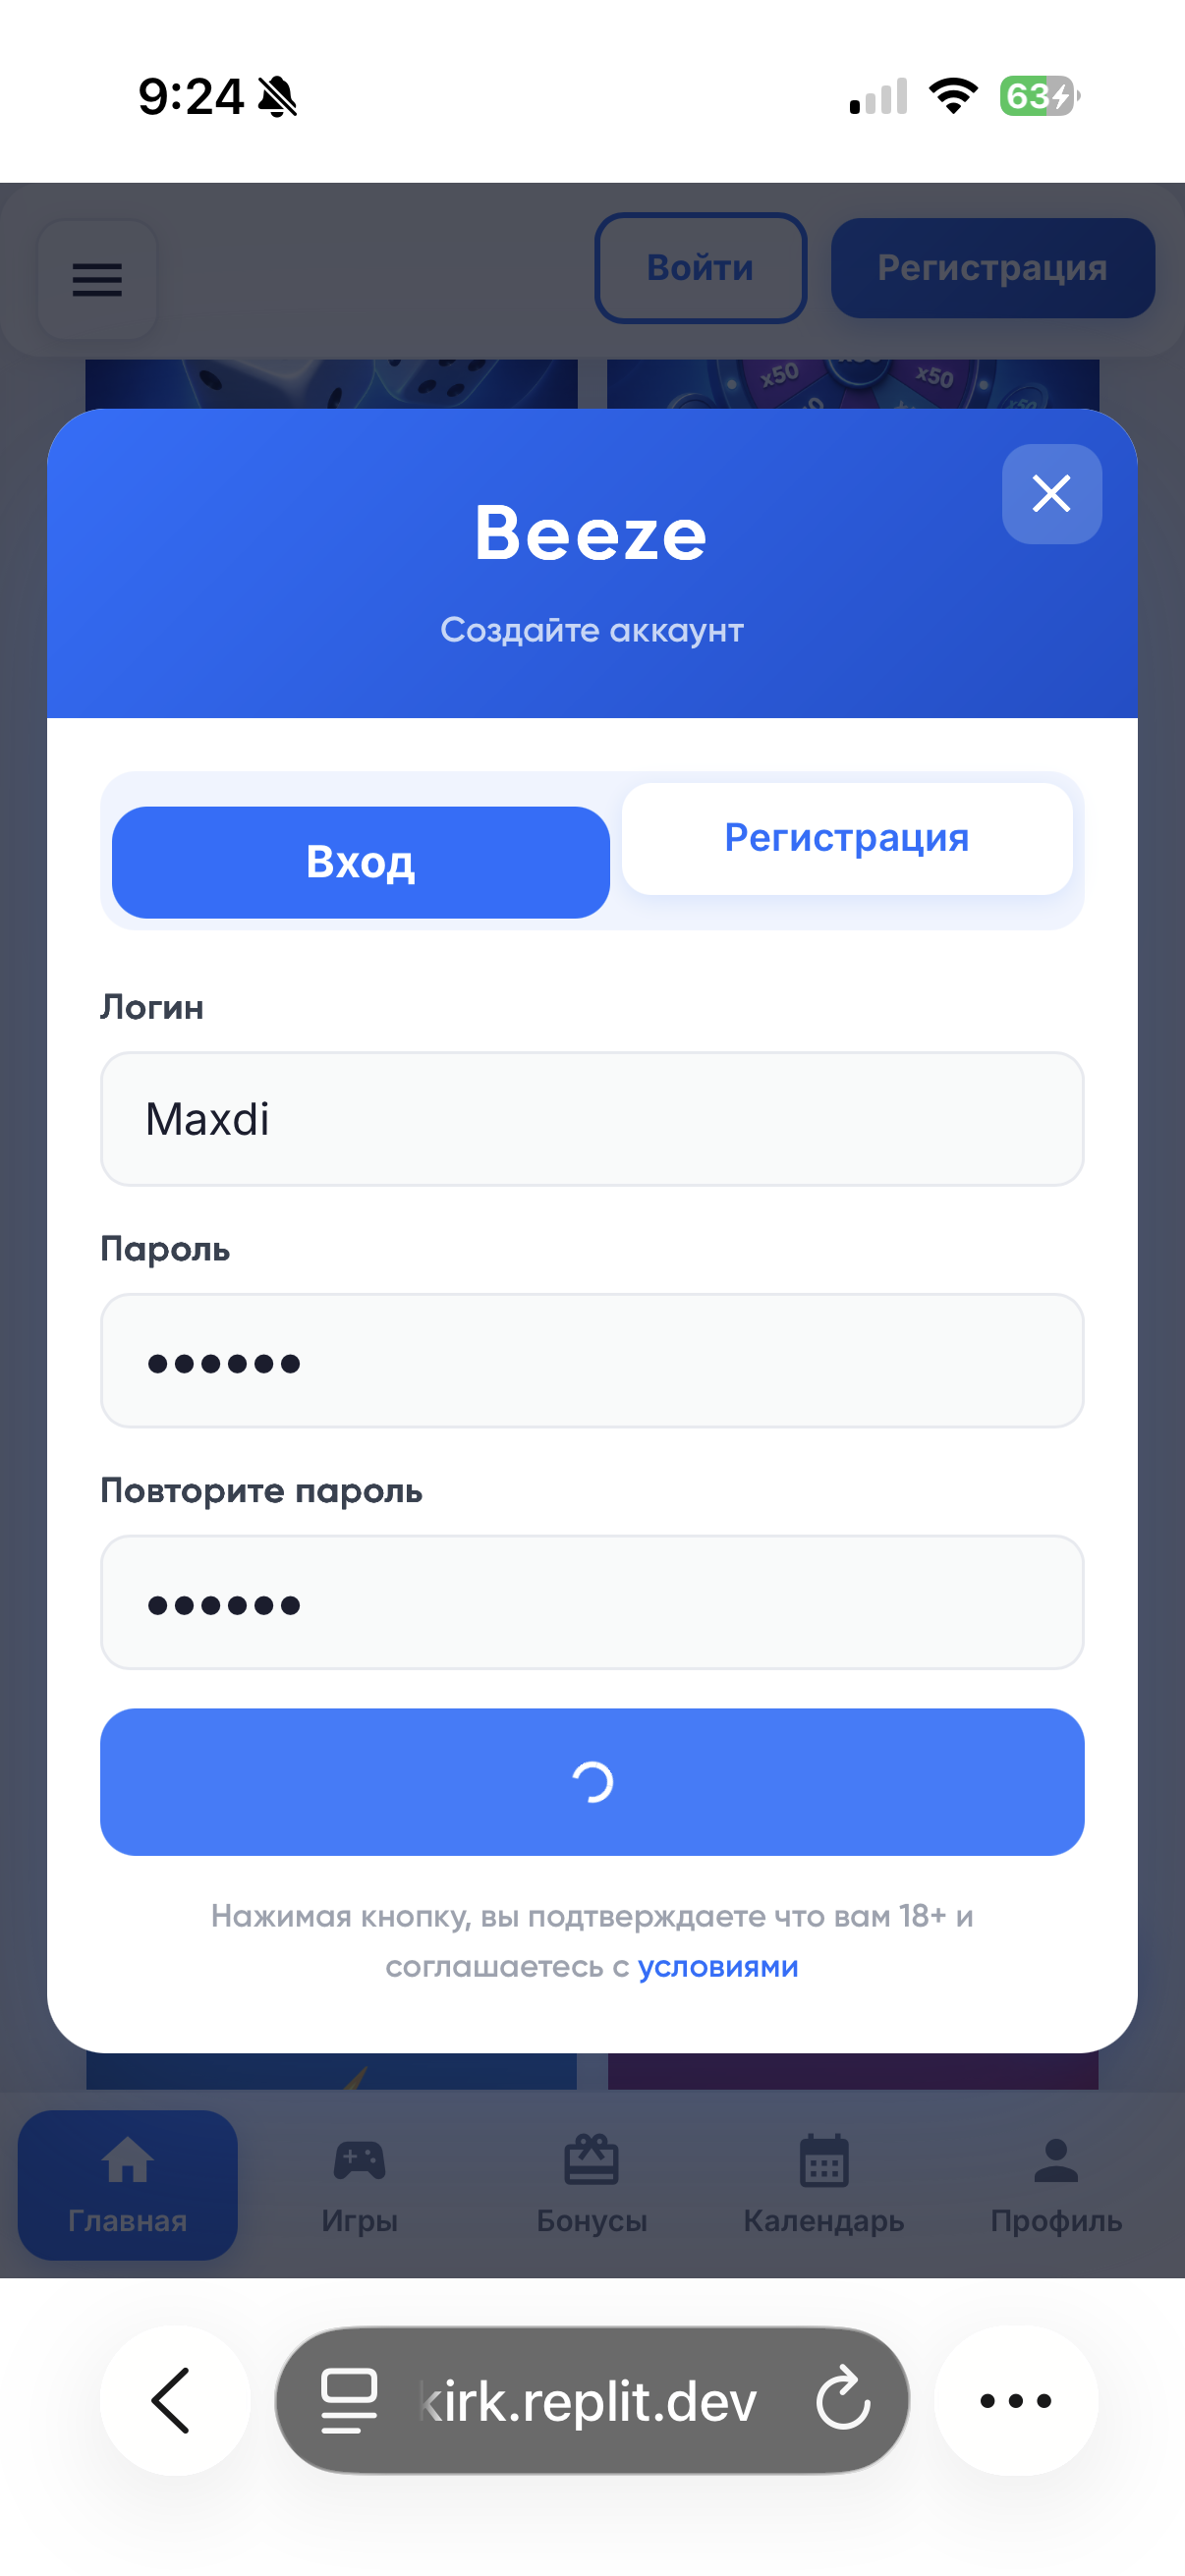 9:24
63
Войти
Регистрация
x50
x50
Beeze
Создайте аккаунт
Вход
Регистрация
Логин
Maxdi
Пароль
Повторите пароль
Нажимая кнопку, вы подтверждаете что вам 18+ и
соглашаетесь с условиями
Главная
Игры
Бонусы
Календарь
Профиль
kirk.replit.dev